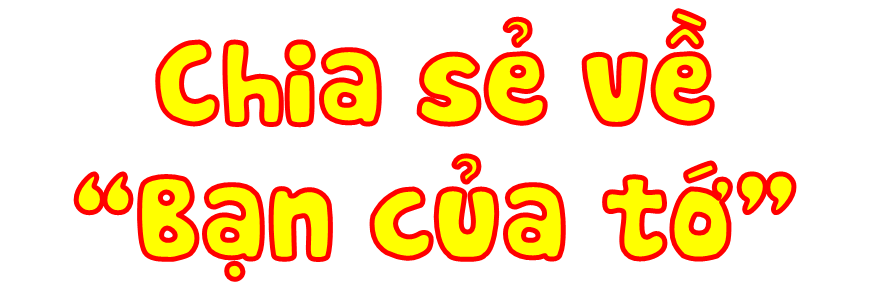 Chia sẻ về
“Bạn của tớ”